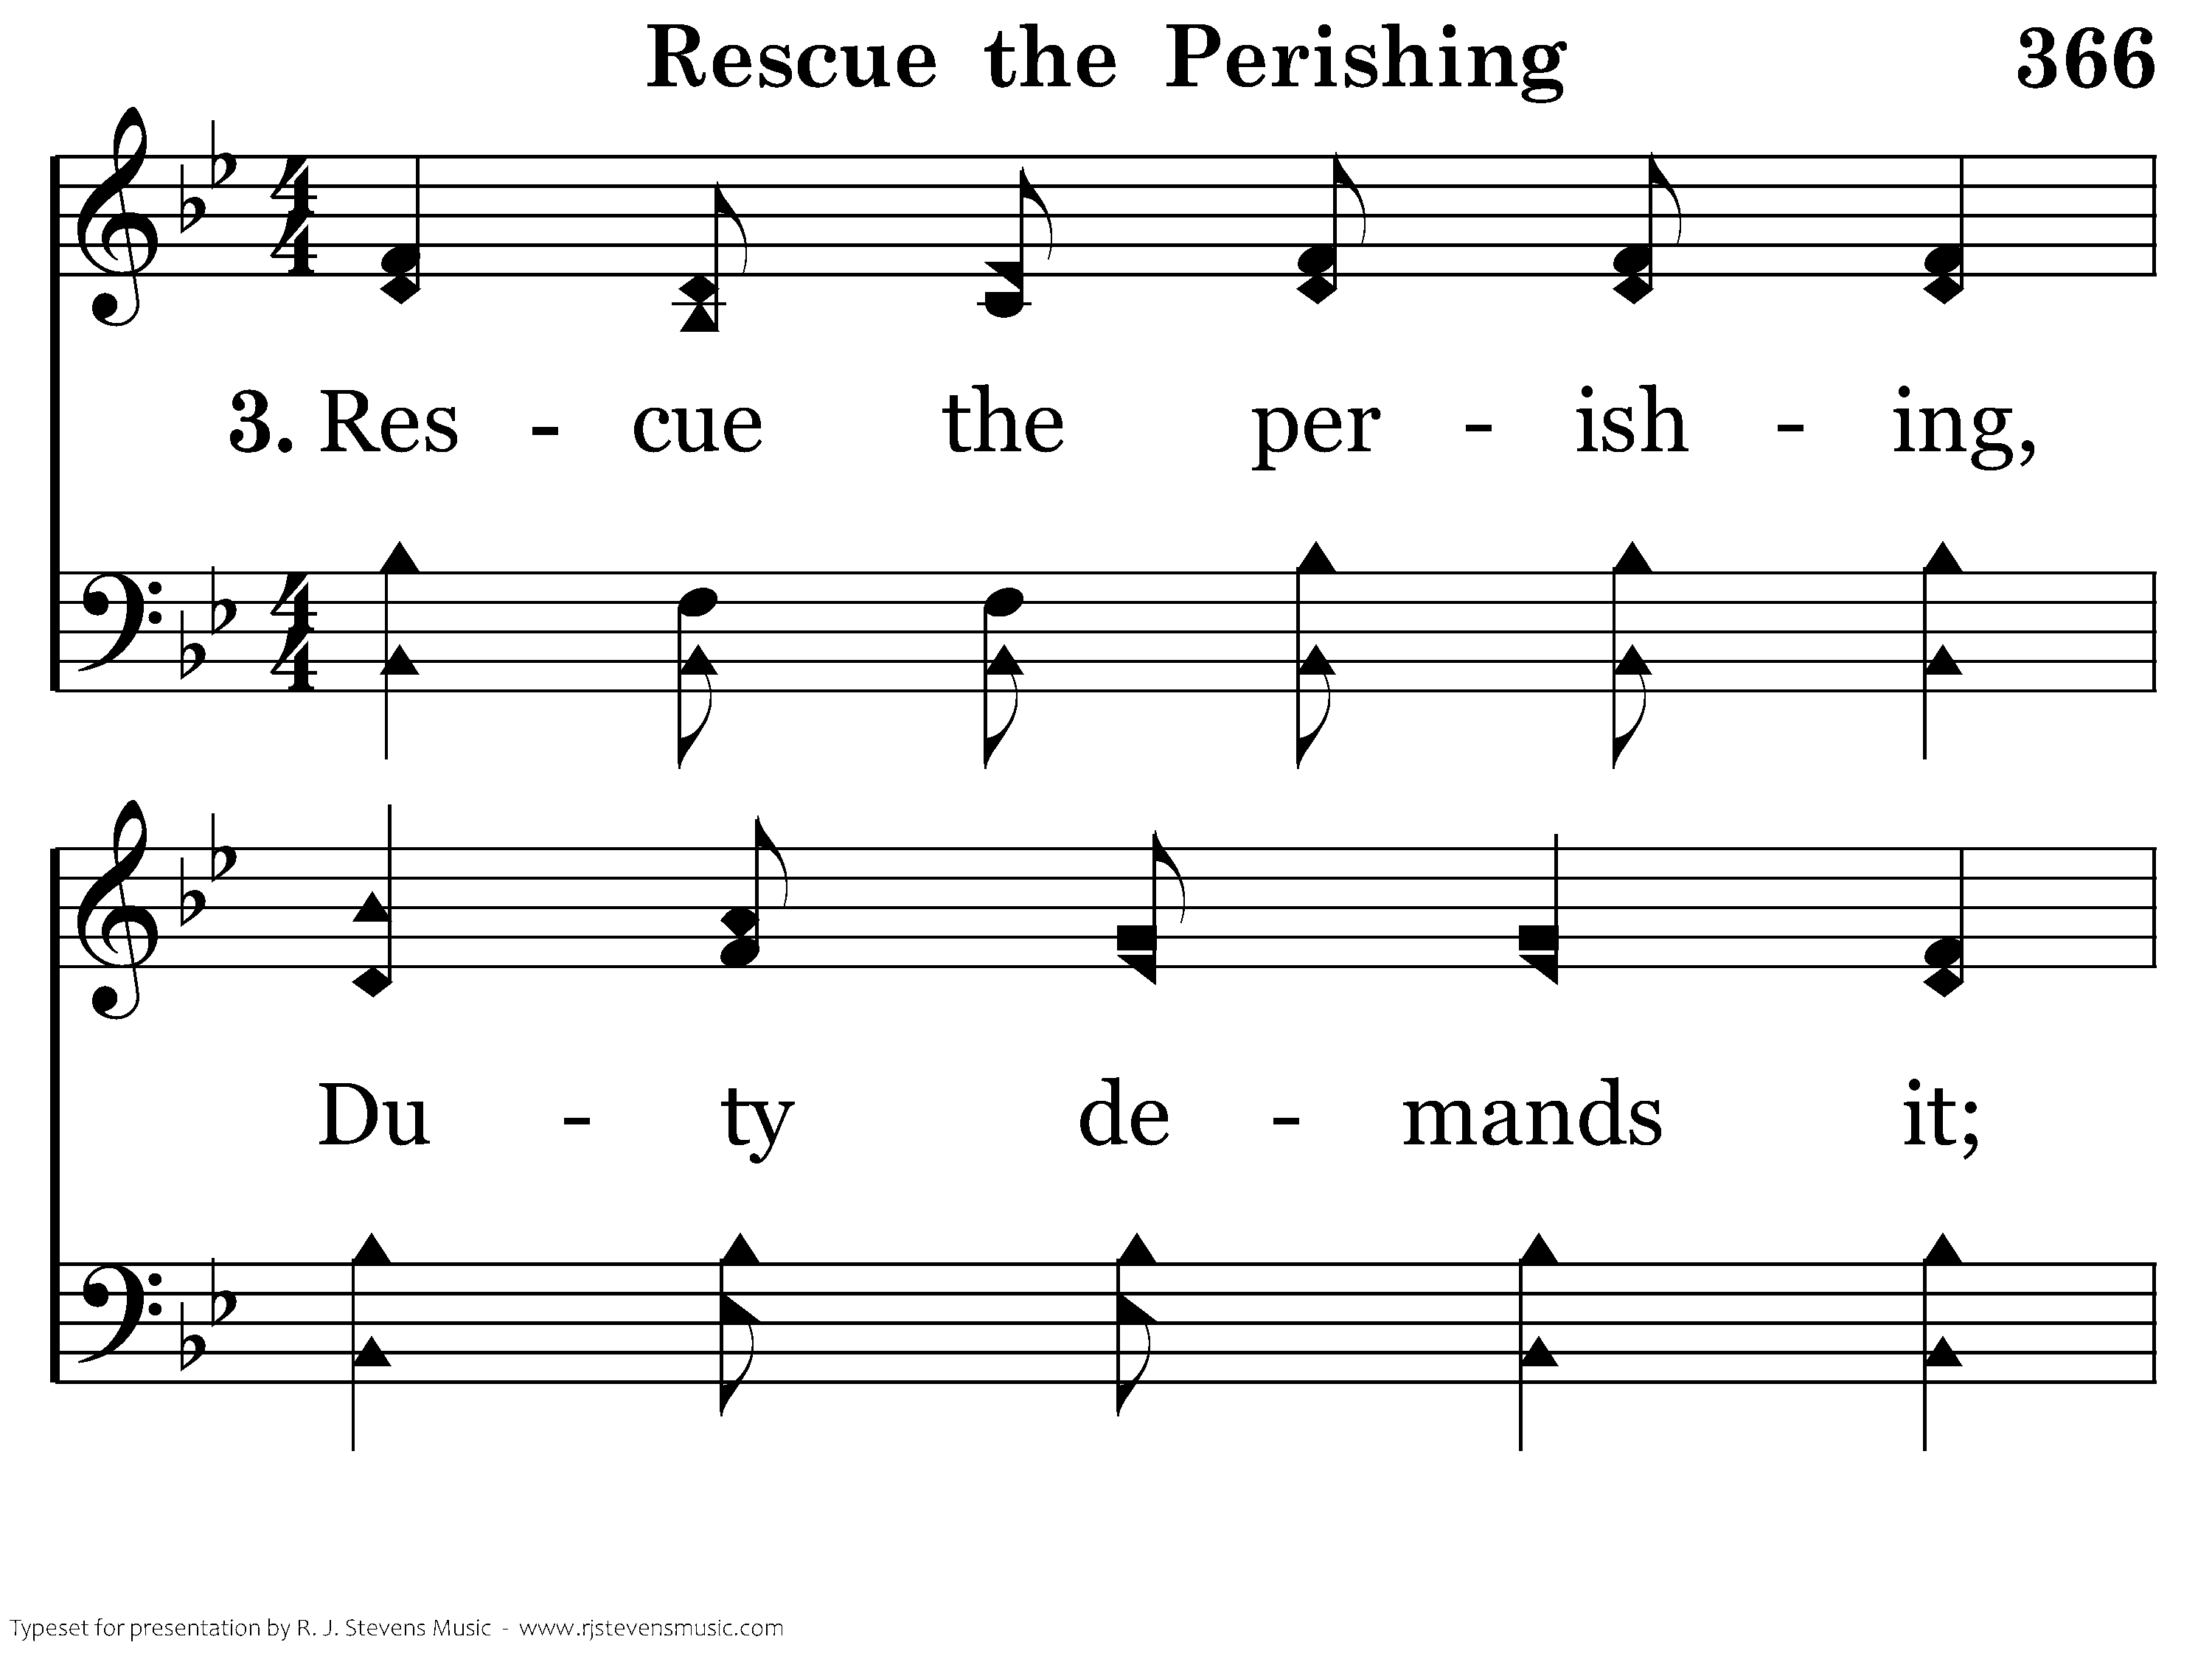 Rescue the Perishing 366
3. Res - cue the per - ish - ing,
Du - ty de - mands it;
Typeset for presentation by R. J. Stevens Music - www.rjstevensmusic.com